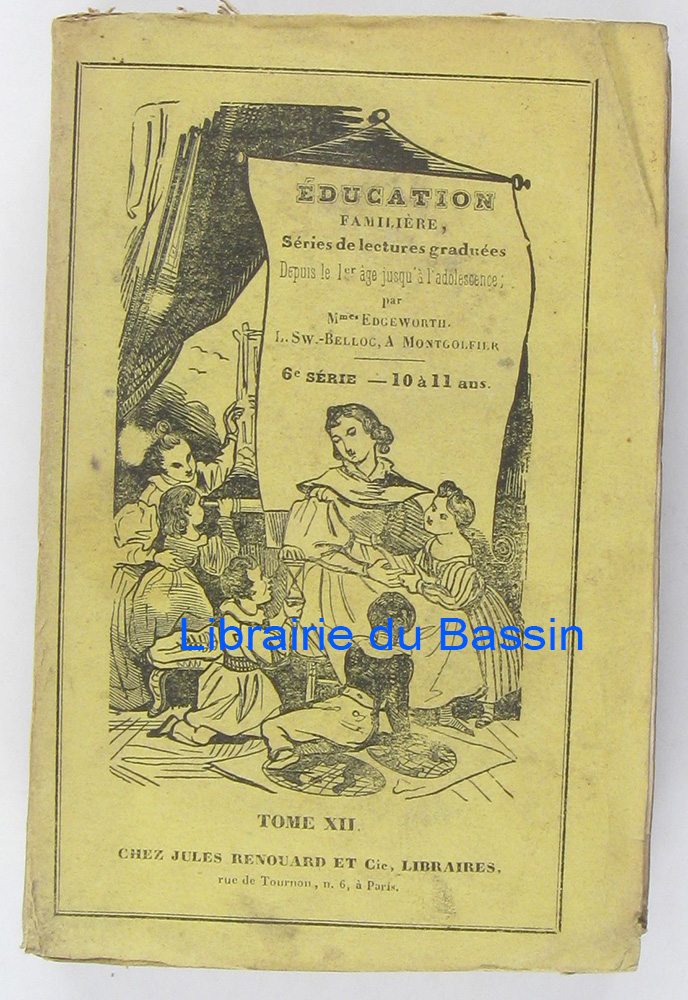 ÉDUCATION
FAMILIÈRE,
Séries de lectures graduées
Depuis le 1er âge jusqu'à l'adolescence;
par
Mmes EDGEWORTH.
L. SW.-BELLOC, A MONTGOLFIER
6e SÉRIE — 10 à 11 ans.
Librairie du Bassin
TOME XII.
CHEZ JULES RENOUARD ET Cie, LIBRAIRES,
rue de Tournon, n. 6, à Paris.